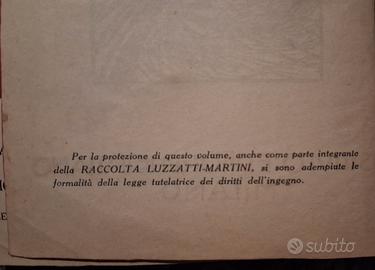 Per la protezione di questo volume, anche come parte integrante
della RACCOLTA LUZZATTI-MARTINI, si sono adempiute le
formalità della legge tutelatrice dei diritti dell'ingegno.
subito